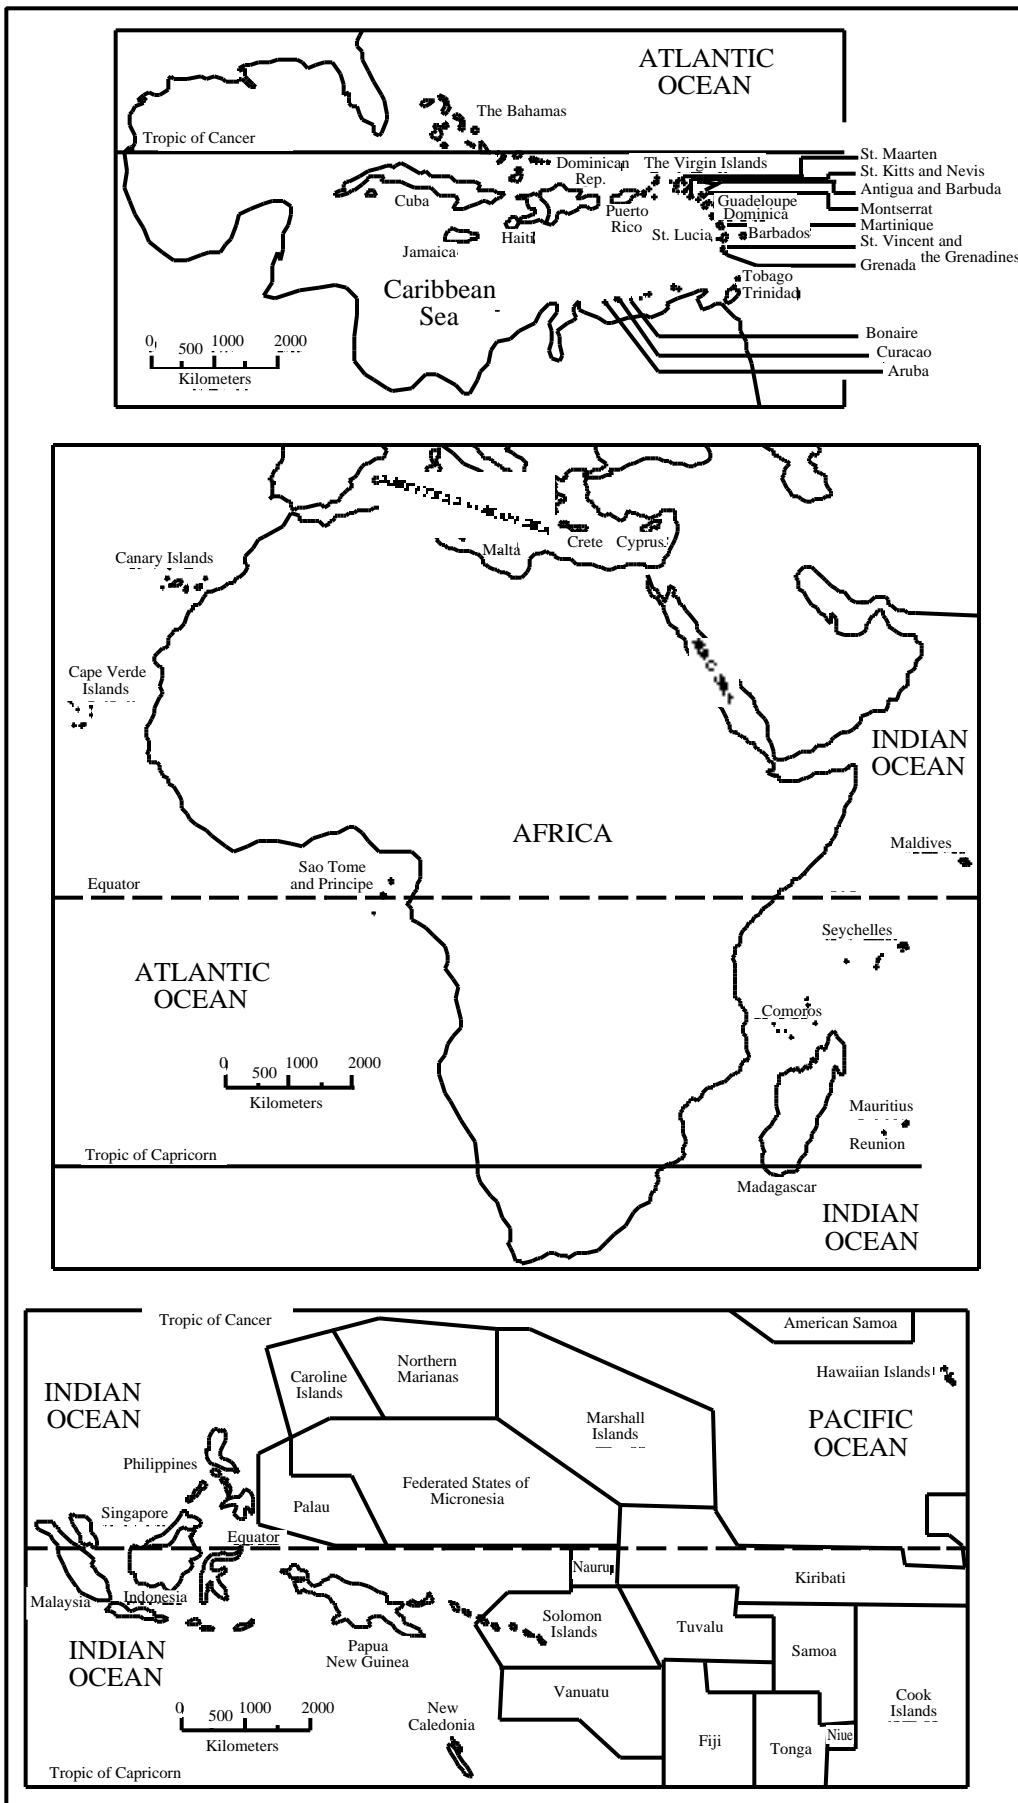 ATLANTIC
OCEAN
The Bahamas
Tropic of Cancer
Dominican
Rep.
The Virgin Islands
St. Maarten
St. Kitts and Nevis
Antigua and Barbuda
Montserrat
Martinique
St. Vincent and
the Grenadines
Grenada
Cuba
Puerto
Rico
Guadeloupe
Dominica
St. Lucia
Barbados
Haiti
Jamaica
Tobago
Trinidad
Caribbean
Sea
0 500 1000 2000
Kilometers
Bonaire
Curacao
Aruba
Malta
Crete
Cyprus
Canary Islands
Cape Verde
Islands
INDIAN
OCEAN
AFRICA
Maldives
Sao Tome
and Principe
Equator
Seychelles
ATLANTIC
OCEAN
Comoros
0 500 1000 2000
Kilometers
Mauritius
Reunion
Tropic of Capricorn
Madagascar
INDIAN
OCEAN
Tropic of Cancer
American Samoa
Northern
Marianas
Caroline
Islands
Hawaiian Islands
INDIAN
OCEAN
Marshall
Islands
PACIFIC
OCEAN
Philippines
Federated States of
Micronesia
Palau
Singapore
Equator
Nauru
Kiribati
Malaysia
Indonesia
Solomon
Islands
Tuvalu
Papua
New Guinea
Samoa
INDIAN
OCEAN
Vanuatu
Cook
Islands
0 500 1000 2000
Kilometers
New
Caledonia
Fiji
Tonga
Niue
Tropic of Capricorn